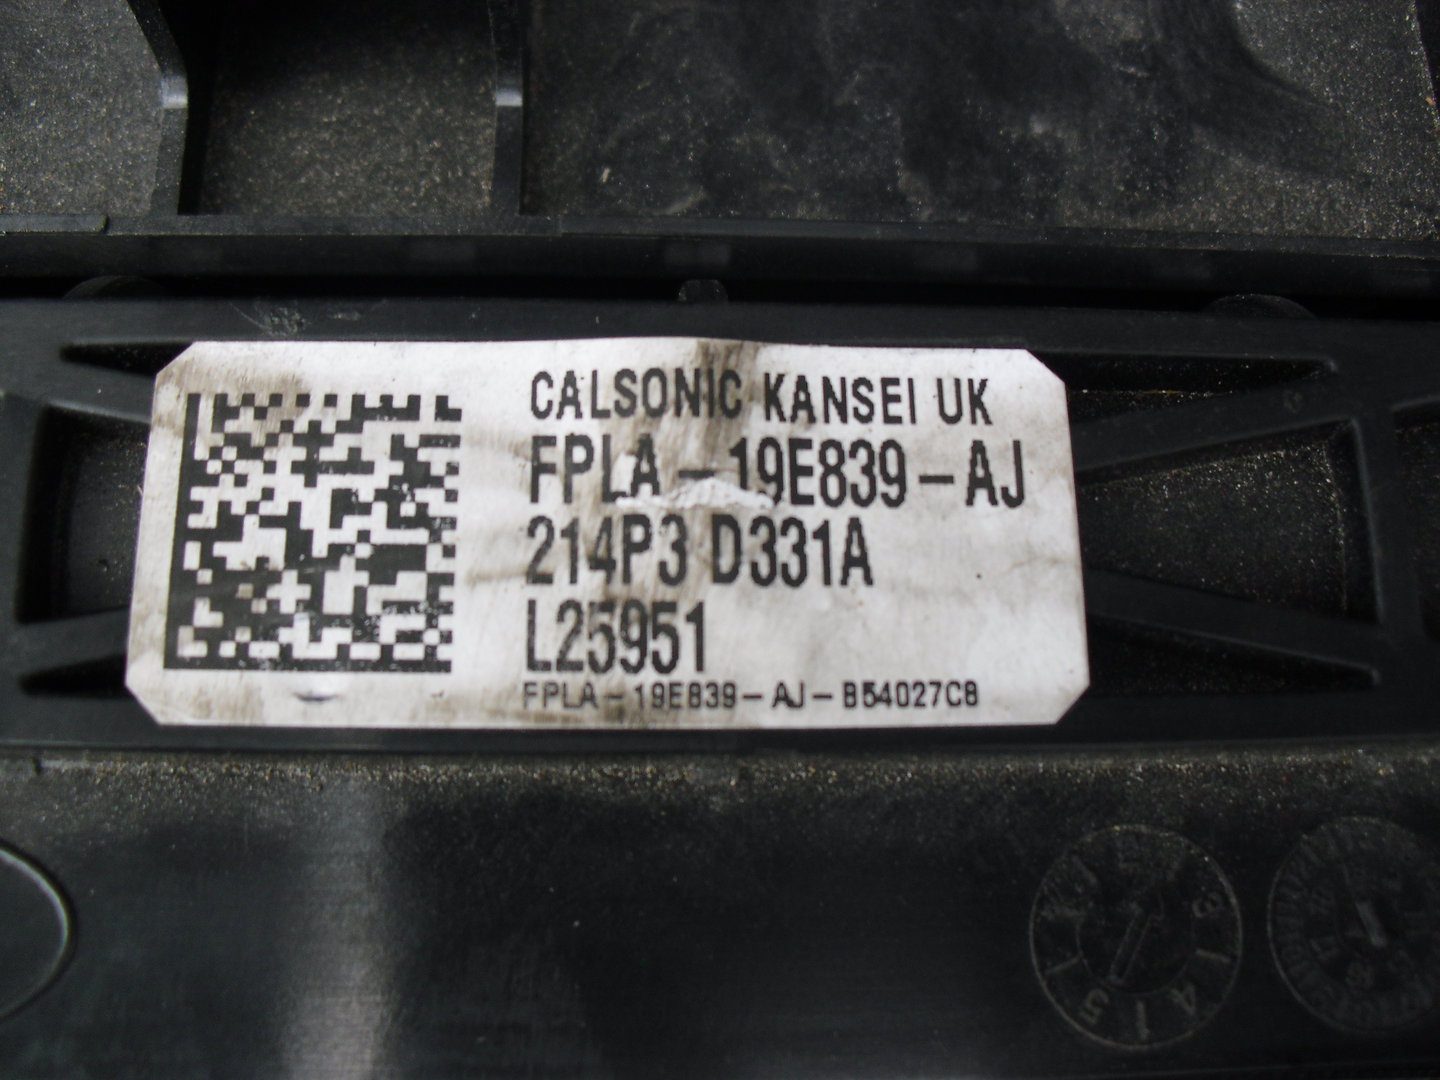 CALSONIC KANSEI UK
FPLA-19E839-AJ
214P3 D331A
L25951
FPLA-19E839-AJ-B54027C8